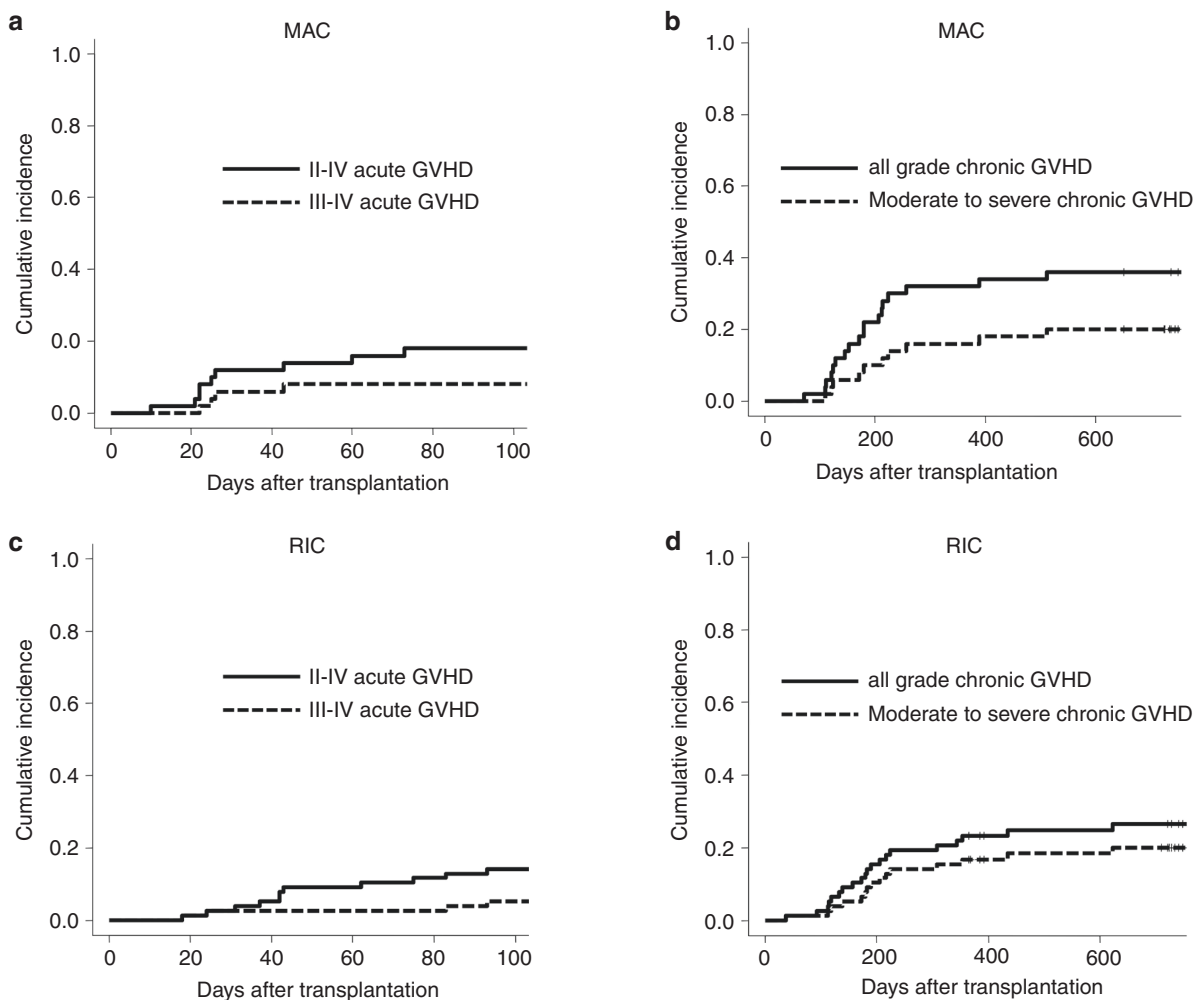 a
MAC
1.0
0.8
0.6
0.4
0.0
0.0
Cumulative incidence
II-IV acute GVHD
III-IV acute GVHD
0 20 40 60 80 100
Days after transplantation
b
MAC
1.0
0.8
0.6
0.4
0.2
0.0
Cumulative incidence
all grade chronic GVHD
Moderate to severe chronic GVHD
0 200 400 600
Days after transplantation
c
RIC
1.0
0.8
0.6
0.4
0.2
0.0
Cumulative incidence
II-IV acute GVHD
III-IV acute GVHD
0 20 40 60 80 100
Days after transplantation
d
RIC
1.0
0.8
0.6
0.4
0.2
0.0
Cumulative incidence
all grade chronic GVHD
Moderate to severe chronic GVHD
0 200 400 600
Days after transplantation